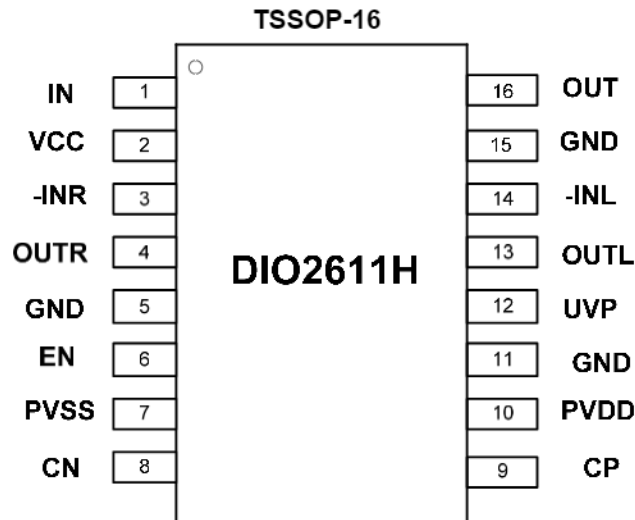 TSSOP-16
IN 1 16 OUT
VCC 2 15 GND
-INR 3 14 -INL
OUTR 4 13 OUTL
DIO2611H
GND 5 12 UVP
EN 6 11 GND
PVSS 7 10 PVDD
CN 8 9 CP